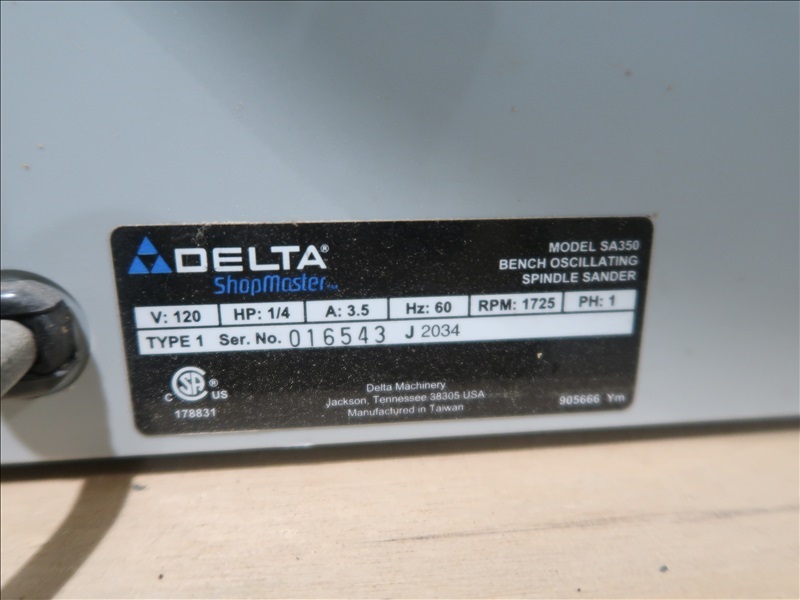 DELTA®
ShopMaster™
MODEL SA350
BENCH OSCILLATING
SPINDLE SANDER
V: 120 HP: 1/4 A: 3.5 Hz: 60 RPM: 1725 PH: 1
TYPE 1 Ser. No. 016543 J 2034
C SA ® US
178831
Delta Machinery
Jackson, Tennessee 38305 USA
Manufactured in Taiwan
905666 Ym